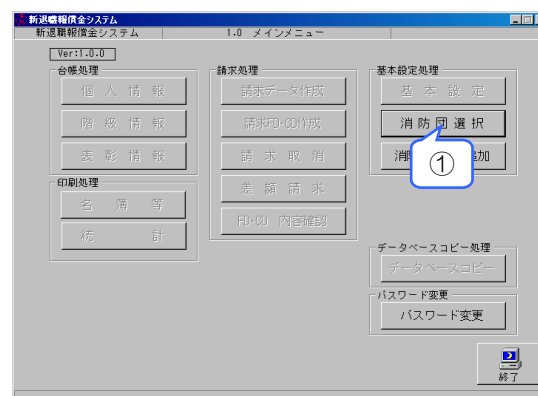 新退職報償金システム
新退職報償金システム 1.0 メインメニュー
Ver:1.0.0
台帳処理
個人情報
階級情報
表彰情報
印刷処理
名簿等
統計
請求処理
請求データ作成
請求FD・CD作成
請求取消
差額請求
FD・CD 内容確認
基本設定処理
基本設定
消防団選択
消防 追加
①
データベースコピー処理
データベースコピー
パスワード変更
パスワード変更
終了